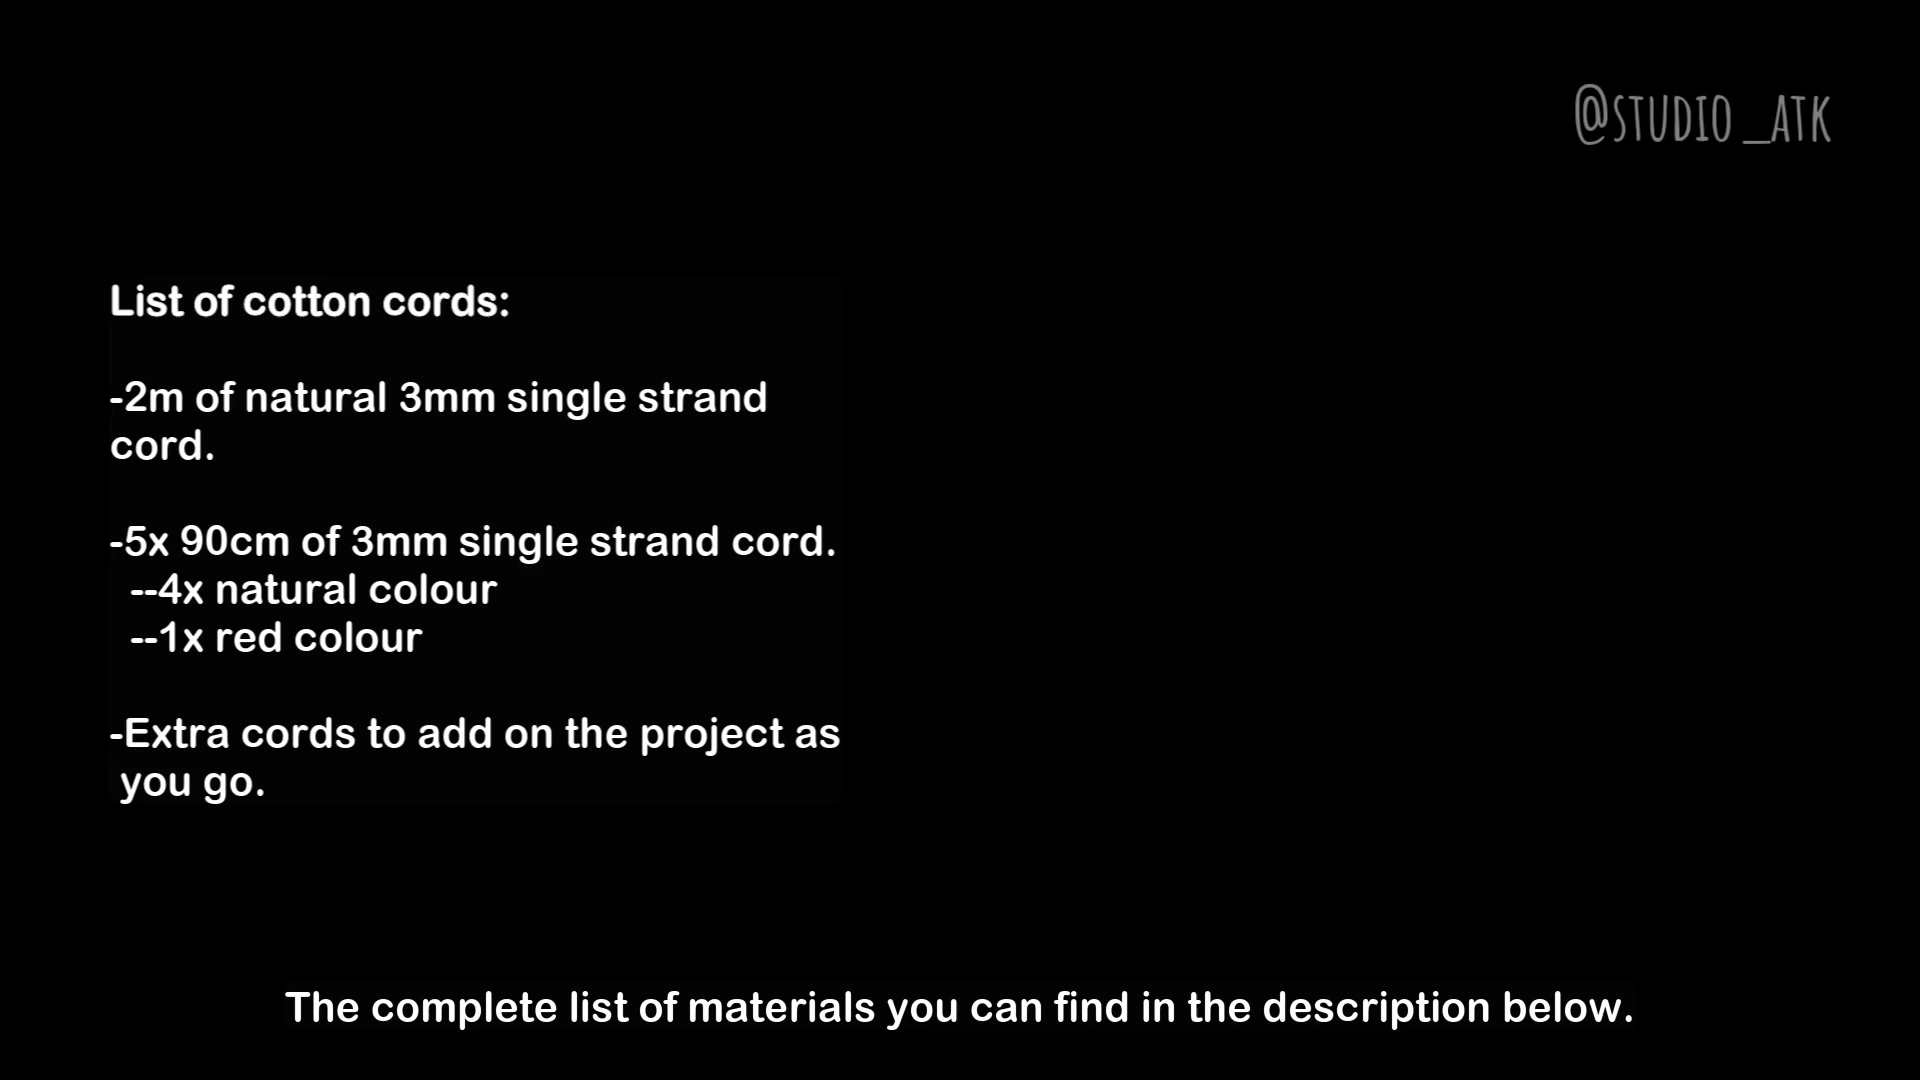 @STUDIO_ATK
List of cotton cords:
-2m of natural 3mm single strand
cord.
-5x 90cm of 3mm single strand cord.
--4x natural colour
--1x red colour
-Extra cords to add on the project as
you go.
The complete list of materials you can find in the description below.